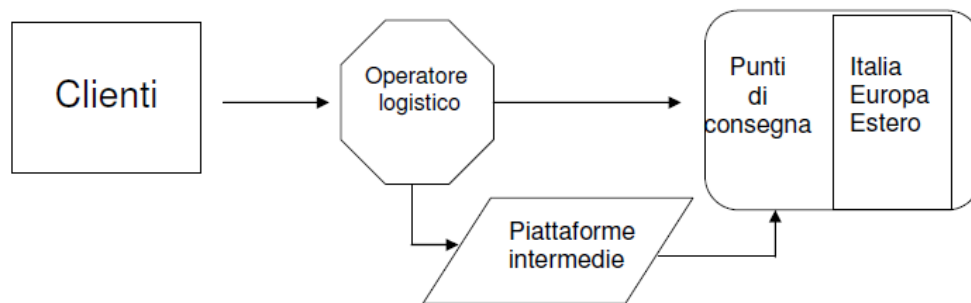 Clienti
Operatore
logistico
Punti
di
consegna
Italia
Europa
Estero
Piattaforme
intermedie